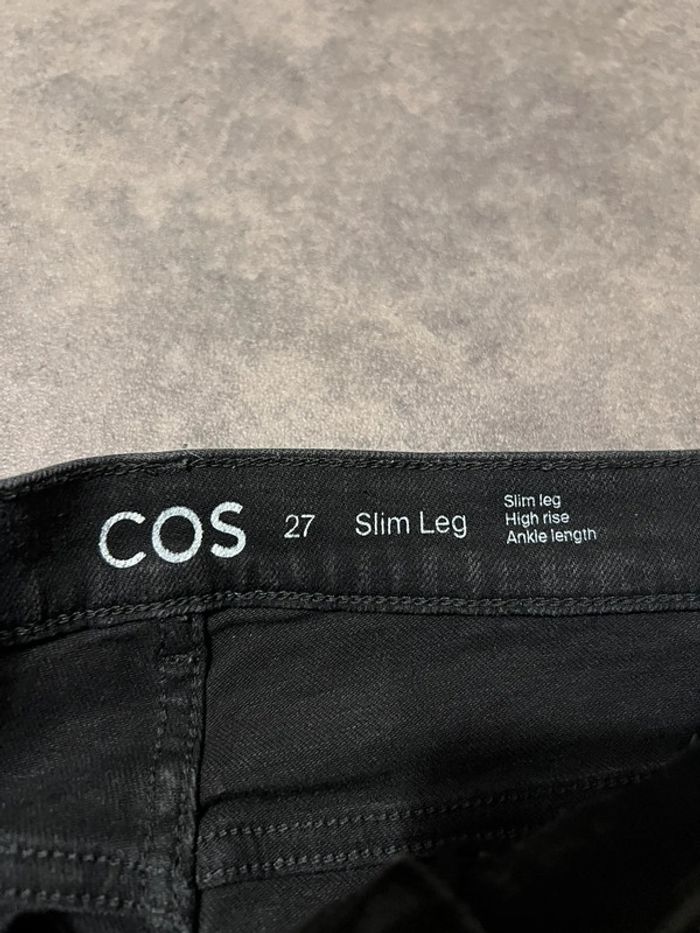 COS 27 Slim Leg
Slim leg
High rise
Ankle length